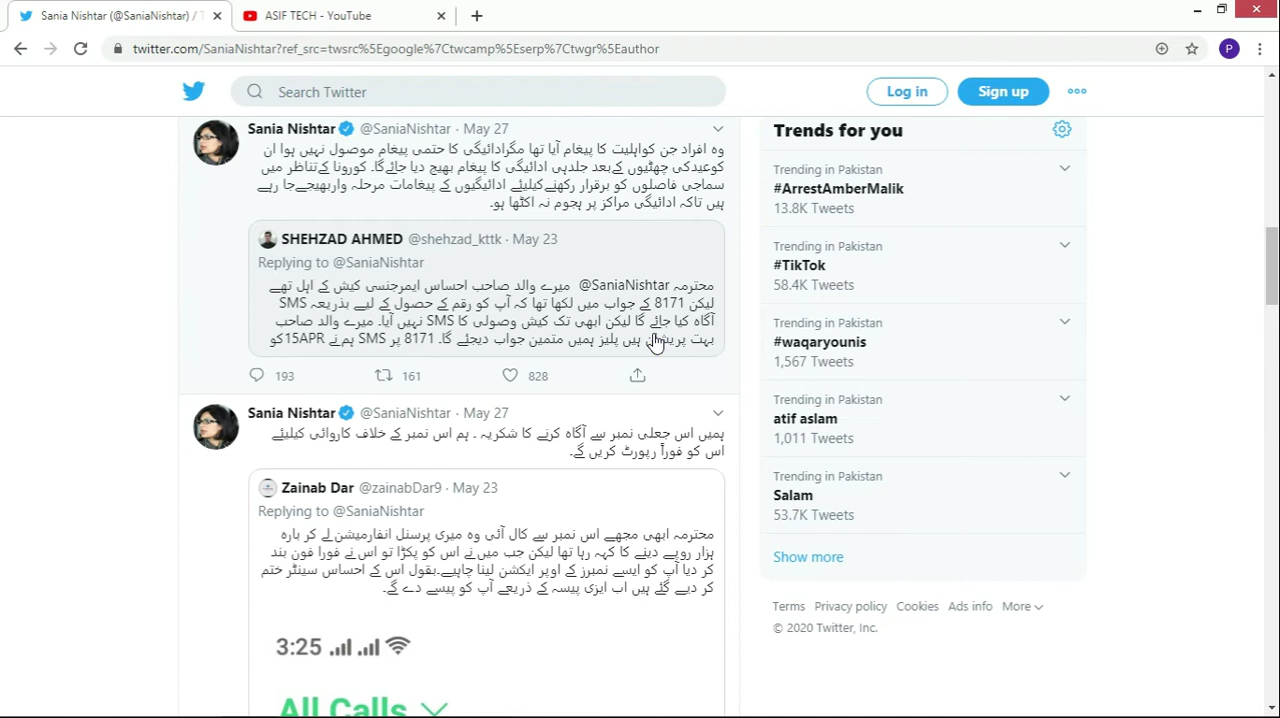 Sania Nishtar (@SaniaNishtar) / T
ASIF TECH - YouTube
twitter.com/SaniaNishtar?ref_src=twsrc%5Egoogle%7Ctwcamp%5Eserp%7Ctwgr%5Eauthor
P
Search Twitter
Log in
Sign up
Sania Nishtar @SaniaNishtar · May 27
وہ افراد جن کواہلیت کا پیغام آیا تھا مگرادائیگی کا حتمی پیغام موصول نہیں ہوا ان
کوعیدکی چھٹیوں کےبعد جلدہی ادائیگی کا پیغام بھیج دیا جائےگا۔ کورونا کےتناظر میں
سماجی فاصلوں کو برقرار رکھنےکیلیئے ادائیگیوں کے پیغامات مرحلہ واربھیجےجا رہے
ہیں تاکہ ادائیگی مراکز پر ہجوم نہ اکٹھا ہو۔
SHEHZAD AHMED @shehzad_kttk · May 23
Replying to @SaniaNishtar
محترمہ @SaniaNishtar میرے والد صاحب احساس ایمرجنسی کیش کے اہل تھے
لیکن 8171 کے جواب میں لکھا تھا کہ آپ کو رقم کے حصول کے لیے بذریعہ SMS
آگاہ کیا جائے گا لیکن ابھی تک کیش وصولی کا SMS نہیں آیا۔ میرے والد صاحب
بہت پریشان ہیں پلیز ہمیں متمین جواب دیجئے گا۔ 8171 پر SMS ہم نے 15APRکو
193
161
828
Sania Nishtar @SaniaNishtar · May 27
ہمیں اس جعلی نمبر سے آگاہ کرنے کا شکریہ ۔ ہم اس نمبر کے خلاف کاروائی کیلیئے
اس کو فوراً رپورٹ کریں گے۔
Zainab Dar @zainabDar9 · May 23
Replying to @SaniaNishtar
محترمہ ابھی مجھے اس نمبر سے کال آئی وہ میری پرسنل انفارمیشن لے کر بارہ
ہزار روپے دینے کا کہہ رہا تھا لیکن جب میں نے اس کو پکڑا تو اس نے فورا فون بند
کر دیا آپ کو ایسے نمبرز کے اوپر ایکشن لینا چاہیے۔بقول اس کے احساس سینٹر ختم
کر دیے گئے ہیں اب ایزی پیسہ کے ذریعے آپ کو پیسے دے گے۔
3:25
All Calls
Trends for you
Trending in Pakistan
#ArrestAmberMalik
13.8K Tweets
Trending in Pakistan
#TikTok
58.4K Tweets
Trending in Pakistan
#waqaryounis
1,567 Tweets
Trending in Pakistan
atif aslam
1,011 Tweets
Trending in Pakistan
Salam
53.7K Tweets
Show more
Terms Privacy policy Cookies Ads info More
© 2020 Twitter, Inc.